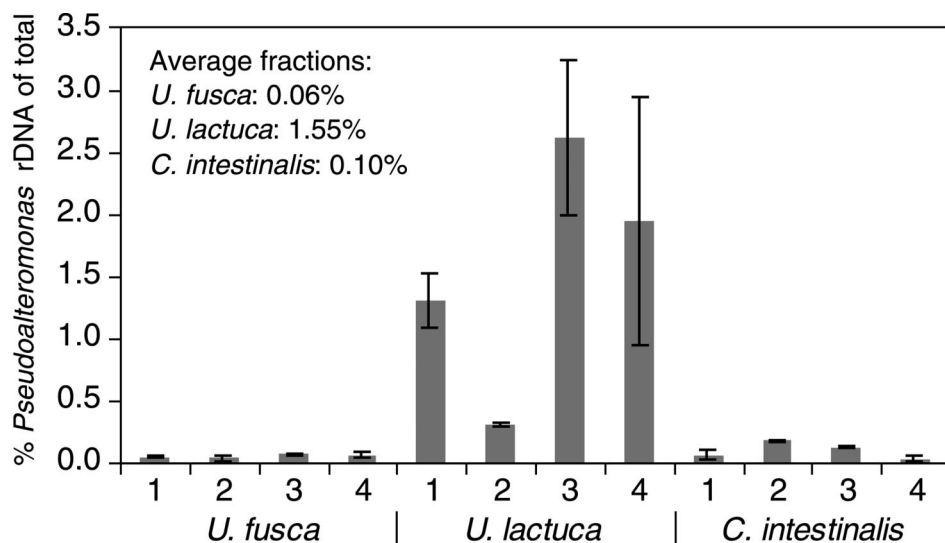 % Pseudoalteromonas rDNA of total
3.5
3.0
2.5
2.0
1.5
1.0
0.5
0.0
Average fractions:
U. fusca: 0.06%
U. lactuca: 1.55%
C. intestinalis: 0.10%
1 2 3 4 1 2 3 4 1 2 3 4
U. fusca U. lactuca C. intestinalis